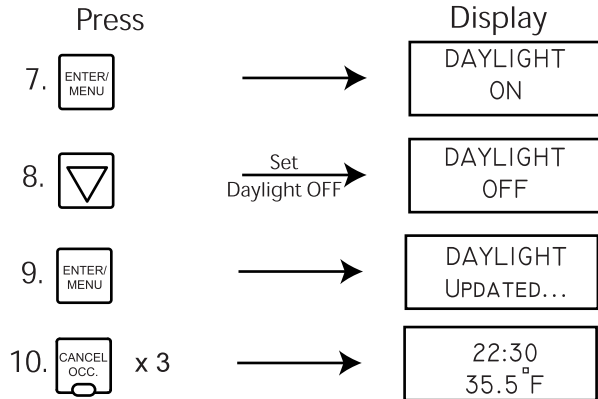 Press Display
7. ENTER/
MENU
DAYLIGHT
ON
8.
Set
Daylight OFF
DAYLIGHT
OFF
9. ENTER/
MENU
DAYLIGHT
UPDATED...
10. CANCEL
OCC.
x 3
22:30
35.5°F